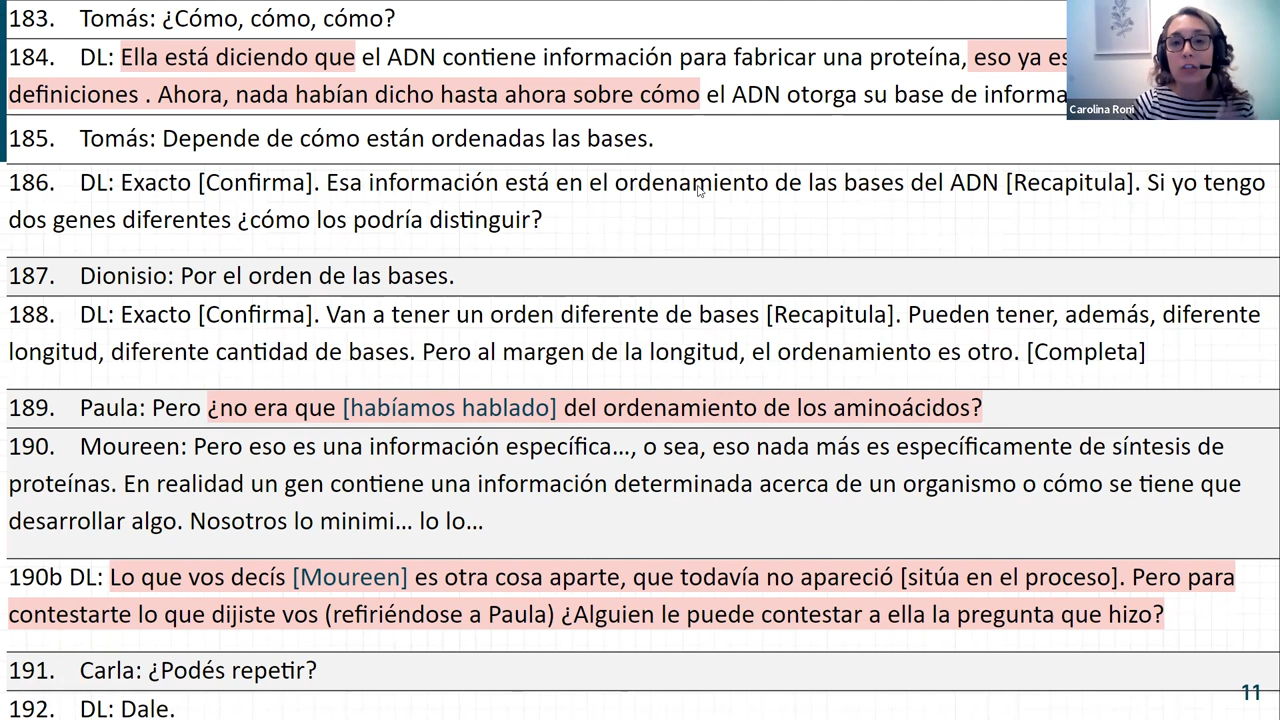 183. Tomás: ¿Cómo, cómo, cómo?
184. DL: Ella está diciendo que el ADN contiene información para fabricar una proteína, eso ya es
definiciones . Ahora, nada habían dicho hasta ahora sobre cómo el ADN otorga su base de informa
Carolina Roni
185. Tomás: Depende de cómo están ordenadas las bases.
186. DL: Exacto [Confirma]. Esa información está en el ordenamiento de las bases del ADN [Recapitula]. Si yo tengo
dos genes diferentes ¿cómo los podría distinguir?
187. Dionisio: Por el orden de las bases.
188. DL: Exacto [Confirma]. Van a tener un orden diferente de bases [Recapitula]. Pueden tener, además, diferente
longitud, diferente cantidad de bases. Pero al margen de la longitud, el ordenamiento es otro. [Completa]
189. Paula: Pero ¿no era que [habíamos hablado] del ordenamiento de los aminoácidos?
190. Moureen: Pero eso es una información específica..., o sea, eso nada más es específicamente de síntesis de
proteínas. En realidad un gen contiene una información determinada acerca de un organismo o cómo se tiene que
desarrollar algo. Nosotros lo minimi... lo lo...
190b DL: Lo que vos decís [Moureen] es otra cosa aparte, que todavía no apareció [sitúa en el proceso]. Pero para
contestarte lo que dijiste vos (refiriéndose a Paula) ¿Alguien le puede contestar a ella la pregunta que hizo?
191. Carla: ¿Podés repetir?
11
192. DL: Dale.